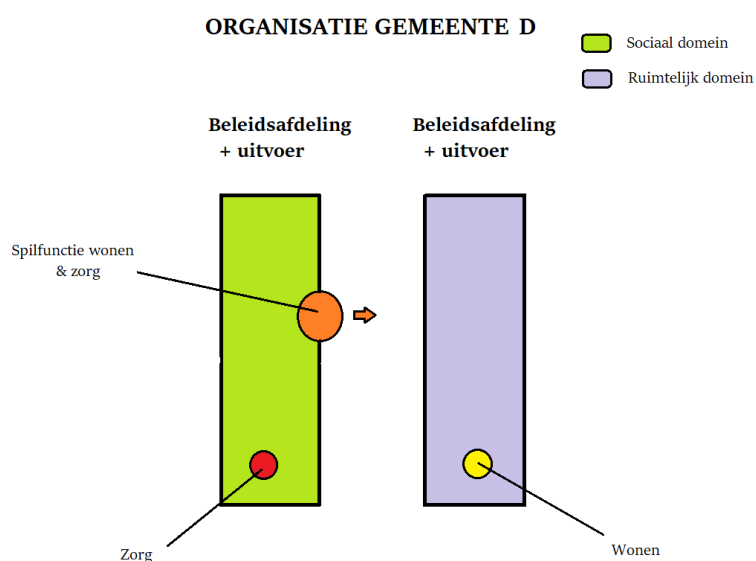 ORGANISATIE GEMEENTE D
Sociaal domein
Ruimtelijk domein
Beleidsafdeling
+ uitvoer
Beleidsafdeling
+ uitvoer
Spilfunctie wonen
& zorg
Zorg
Wonen